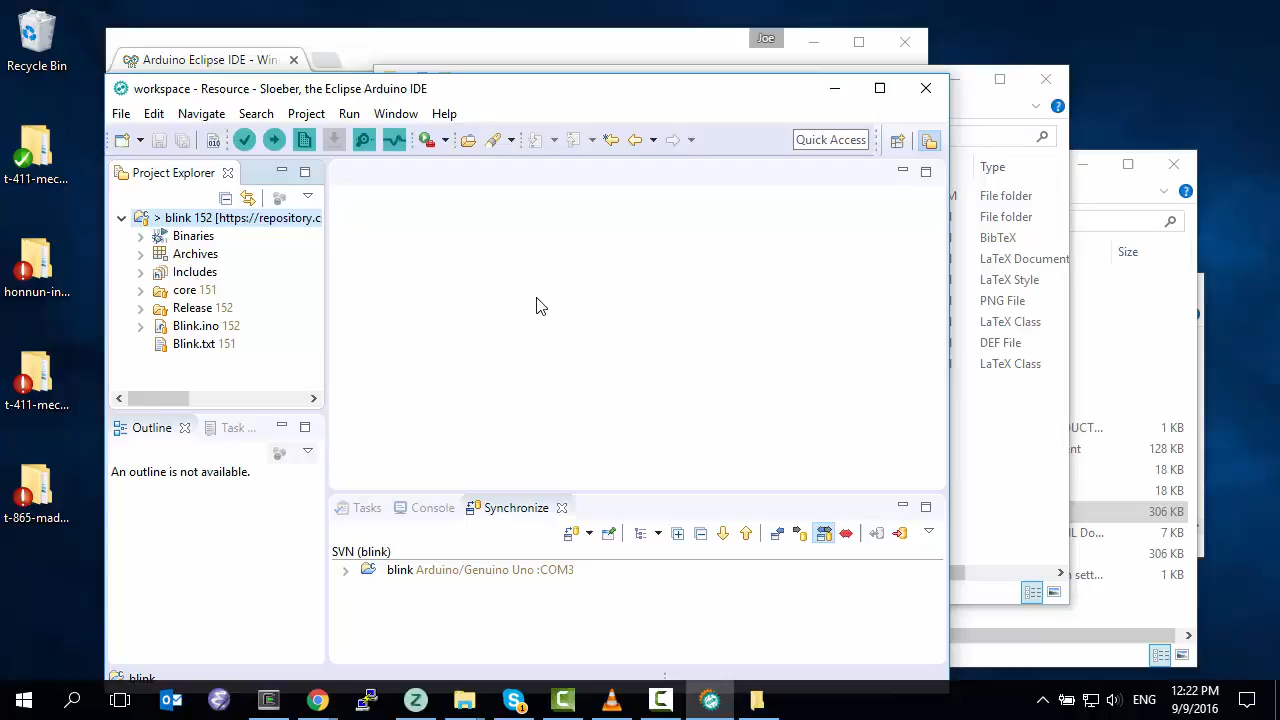 Recycle Bin
t-411-mec...
honnun-in...
t-411-mec...
t-865-mad...
Joe
Arduino Eclipse IDE - Win
workspace - Resource - Sloeber, the Eclipse Arduino IDE
File Edit Navigate Search Project Run Window Help
Quick Access
Project Explorer
> blink 152 [https://repository.c
Binaries
Archives
Includes
core 151
Release 152
Blink.ino 152
Blink.txt 151
Outline
Task ...
An outline is not available.
Tasks
Console
Synchronize
SVN (blink)
blink Arduino/Genuino Uno :COM3
blink
Type
File folder
File folder
BibTeX
LaTeX Document
LaTeX Style
PNG File
LaTeX Class
DEF File
LaTeX Class
Size
DUCT... 1 KB
nt 128 KB
18 KB
18 KB
306 KB
L Do... 7 KB
306 KB
sett... 1 KB
ENG
12:22 PM
9/9/2016